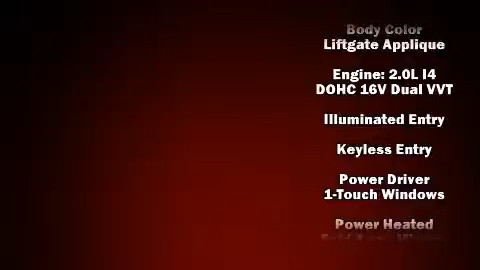 Body Color
Liftgate Applique
Engine: 2.0L I4
DOHC 16V Dual VVT
Illuminated Entry
Keyless Entry
Power Driver
1-Touch Windows
Power Heated